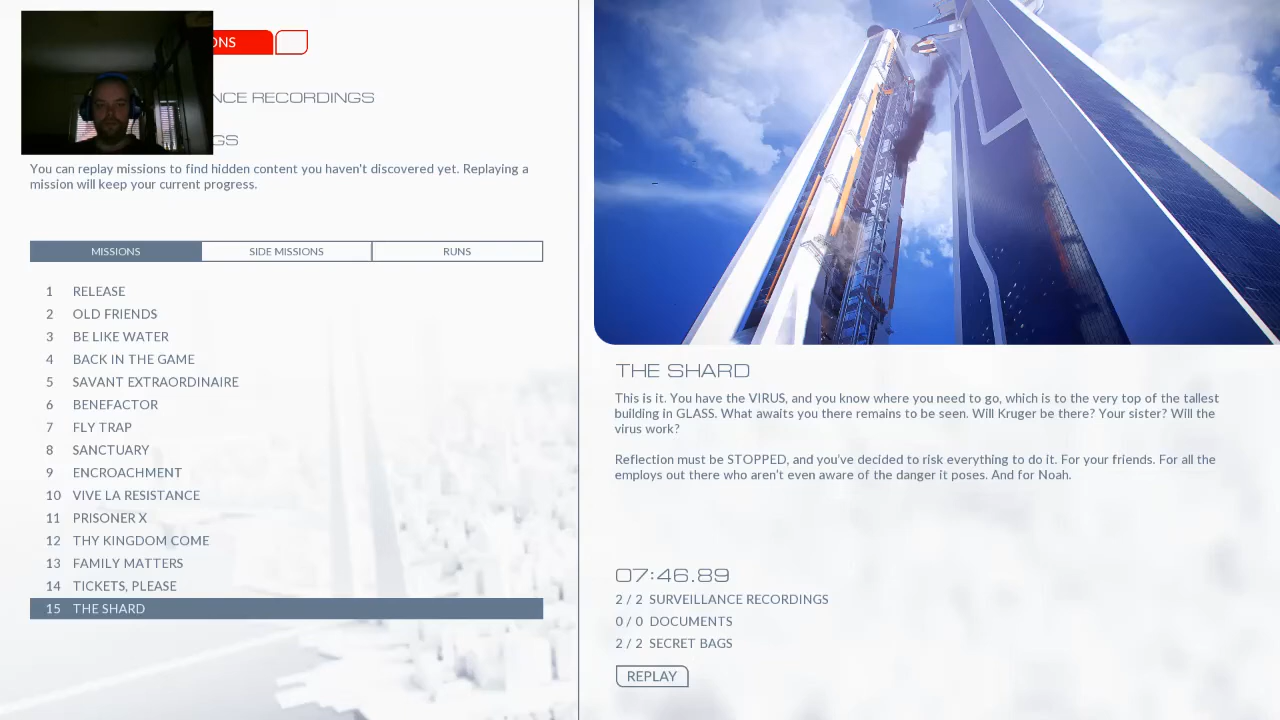 ONS
NCE RECORDINGS
GS
You can replay missions to find hidden content you haven't discovered yet. Replaying a
mission will keep your current progress.
MISSIONS SIDE MISSIONS RUNS
1 RELEASE
2 OLD FRIENDS
3 BE LIKE WATER
4 BACK IN THE GAME
5 SAVANT EXTRAORDINAIRE
6 BENEFACTOR
7 FLY TRAP
8 SANCTUARY
9 ENCROACHMENT
10 VIVE LA RESISTANCE
11 PRISONER X
12 THY KINGDOM COME
13 FAMILY MATTERS
14 TICKETS, PLEASE
15 THE SHARD
THE SHARD
This is it. You have the VIRUS, and you know where you need to go, which is to the very top of the tallest
building in GLASS. What awaits you there remains to be seen. Will Kruger be there? Your sister? Will the
virus work?
Reflection must be STOPPED, and you've decided to risk everything to do it. For your friends. For all the
employs out there who aren't even aware of the danger it poses. And for Noah.
07:46.89
2 / 2 SURVEILLANCE RECORDINGS
0 / 0 DOCUMENTS
2 / 2 SECRET BAGS
REPLAY